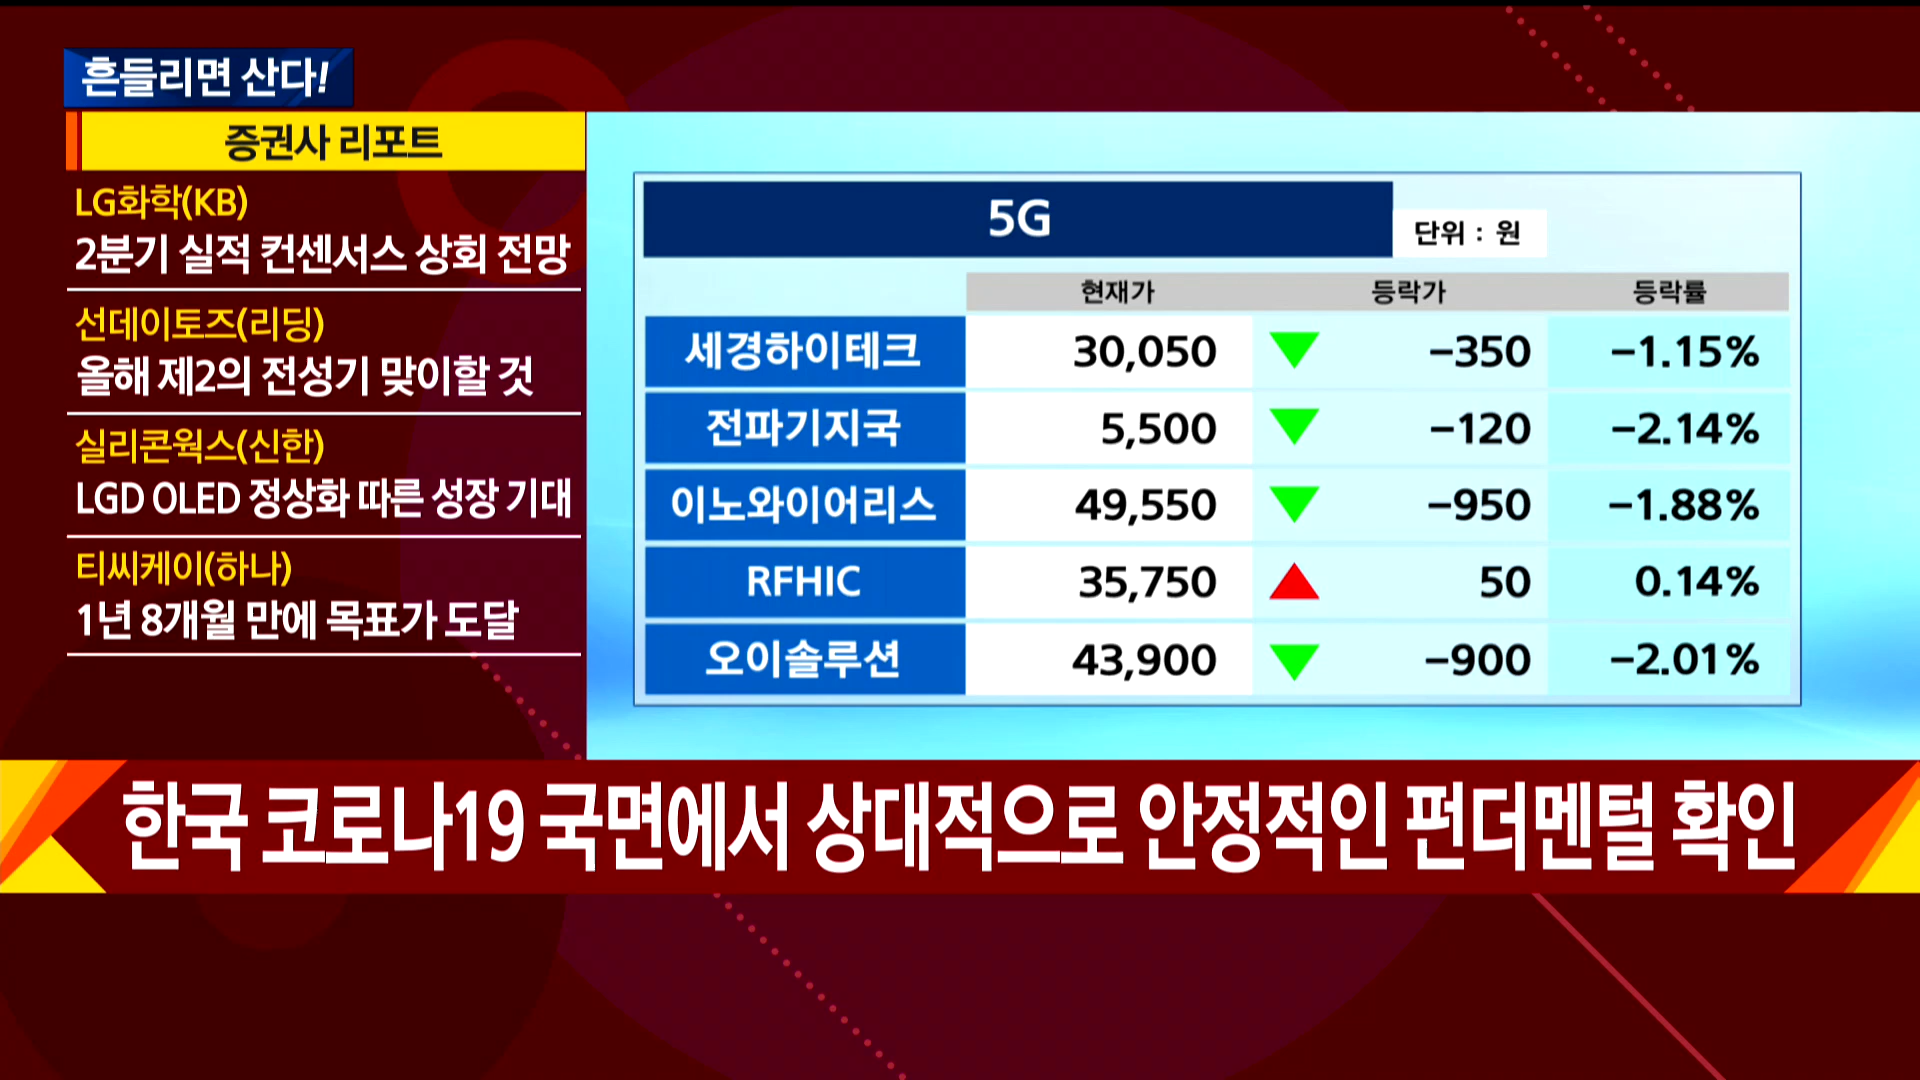 흔들리면 산다!
증권사 리포트
LG화학(KB)
2분기 실적 컨센서스 상회 전망
선데이토즈(리딩)
올해 제2의 전성기 맞이할 것
실리콘웍스(신한)
LGD OLED 정상화 따른 성장 기대
티씨케이(하나)
1년 8개월 만에 목표가 도달
5G
단위 : 원
현재가 등락가 등락률
세경하이테크 30,050 ▼ -350 -1.15%
전파기지국 5,500 ▼ -120 -2.14%
이노와이어리스 49,550 ▼ -950 -1.88%
RFHIC 35,750 ▲ 50 0.14%
오이솔루션 43,900 ▼ -900 -2.01%
한국 코로나19 국면에서 상대적으로 안정적인 펀더멘털 확인